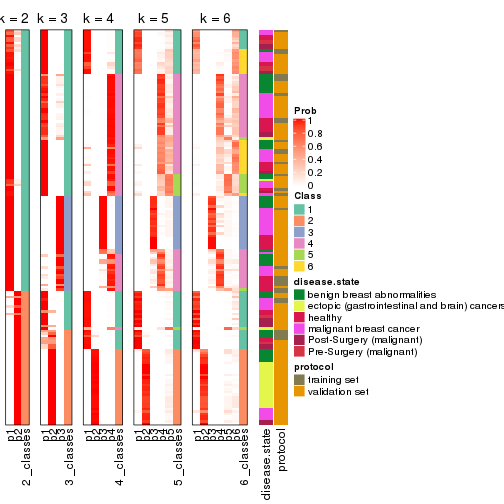 k = 2 k = 3 k = 4 k = 5 k = 6
Prob
1
0.8
0.6
0.4
0.2
0
Class
1
2
3
4
5
6
disease.state
benign breast abnormalities
ectopic (gastrointestinal and brain) cancers
healthy
malignant breast cancer
Post-Surgery (malignant)
Pre-Surgery (malignant)
protocol
training set
validation set
p1 p2 2_classes p1 p2 p3 3_classes p1 p2 p3 p4 4_classes p1 p2 p3 p4 p5 5_classes p1 p2 p3 p4 p5 p6 6_classes disease.state protocol